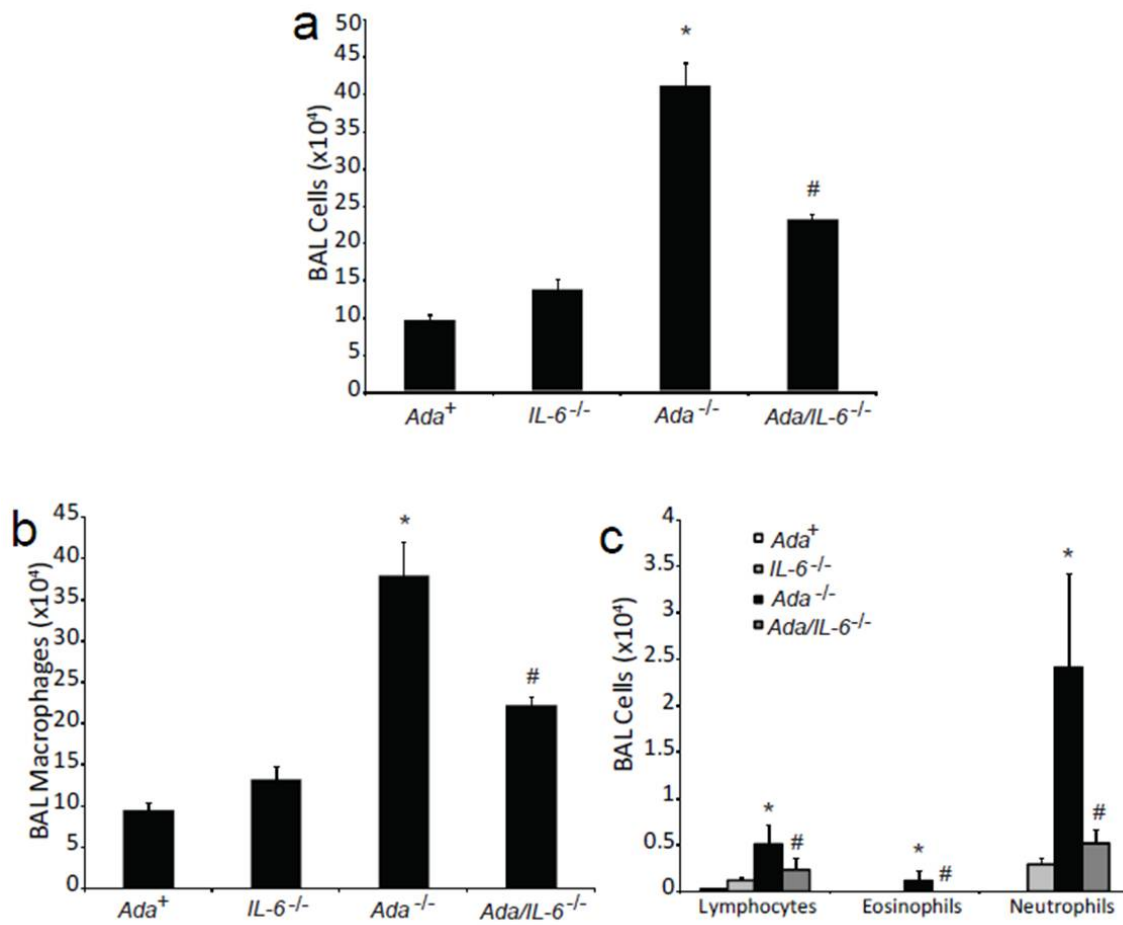 a
BAL Cells (x10⁴)
50
45
40
35
30
25
20
15
10
5
0
*
#
Ada⁺ IL-6⁻/⁻ Ada⁻/⁻ Ada/IL-6⁻/⁻
b
BAL Macrophages (x10⁴)
45
40
35
30
25
20
15
10
5
0
*
#
Ada⁺ IL-6⁻/⁻ Ada⁻/⁻ Ada/IL-6⁻/⁻
c
BAL Cells (x10⁴)
4
3.5
3
2.5
2
1.5
1
0.5
0
Ada⁺
IL-6⁻/⁻
Ada⁻/⁻
Ada/IL-6⁻/⁻
* # * # * #
Lymphocytes Eosinophils Neutrophils